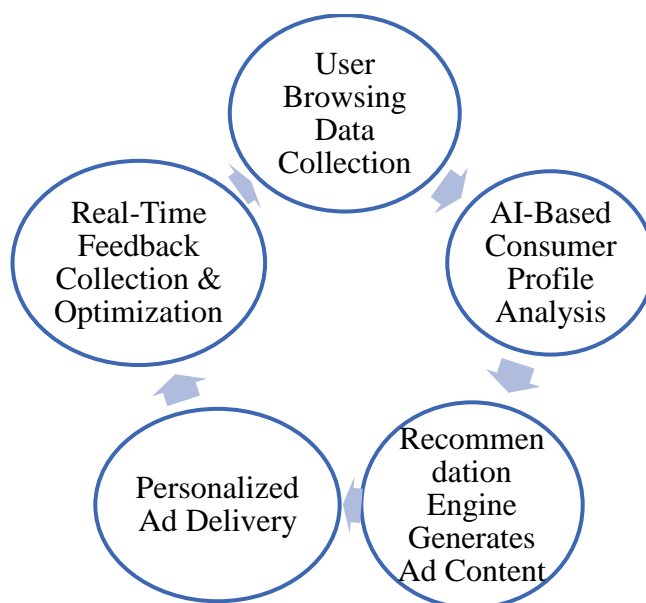 User
Browsing
Data
Collection
AI-Based
Consumer
Profile
Analysis
Recommen
dation
Engine
Generates
Ad Content
Personalized
Ad Delivery
Real-Time
Feedback
Collection &
Optimization